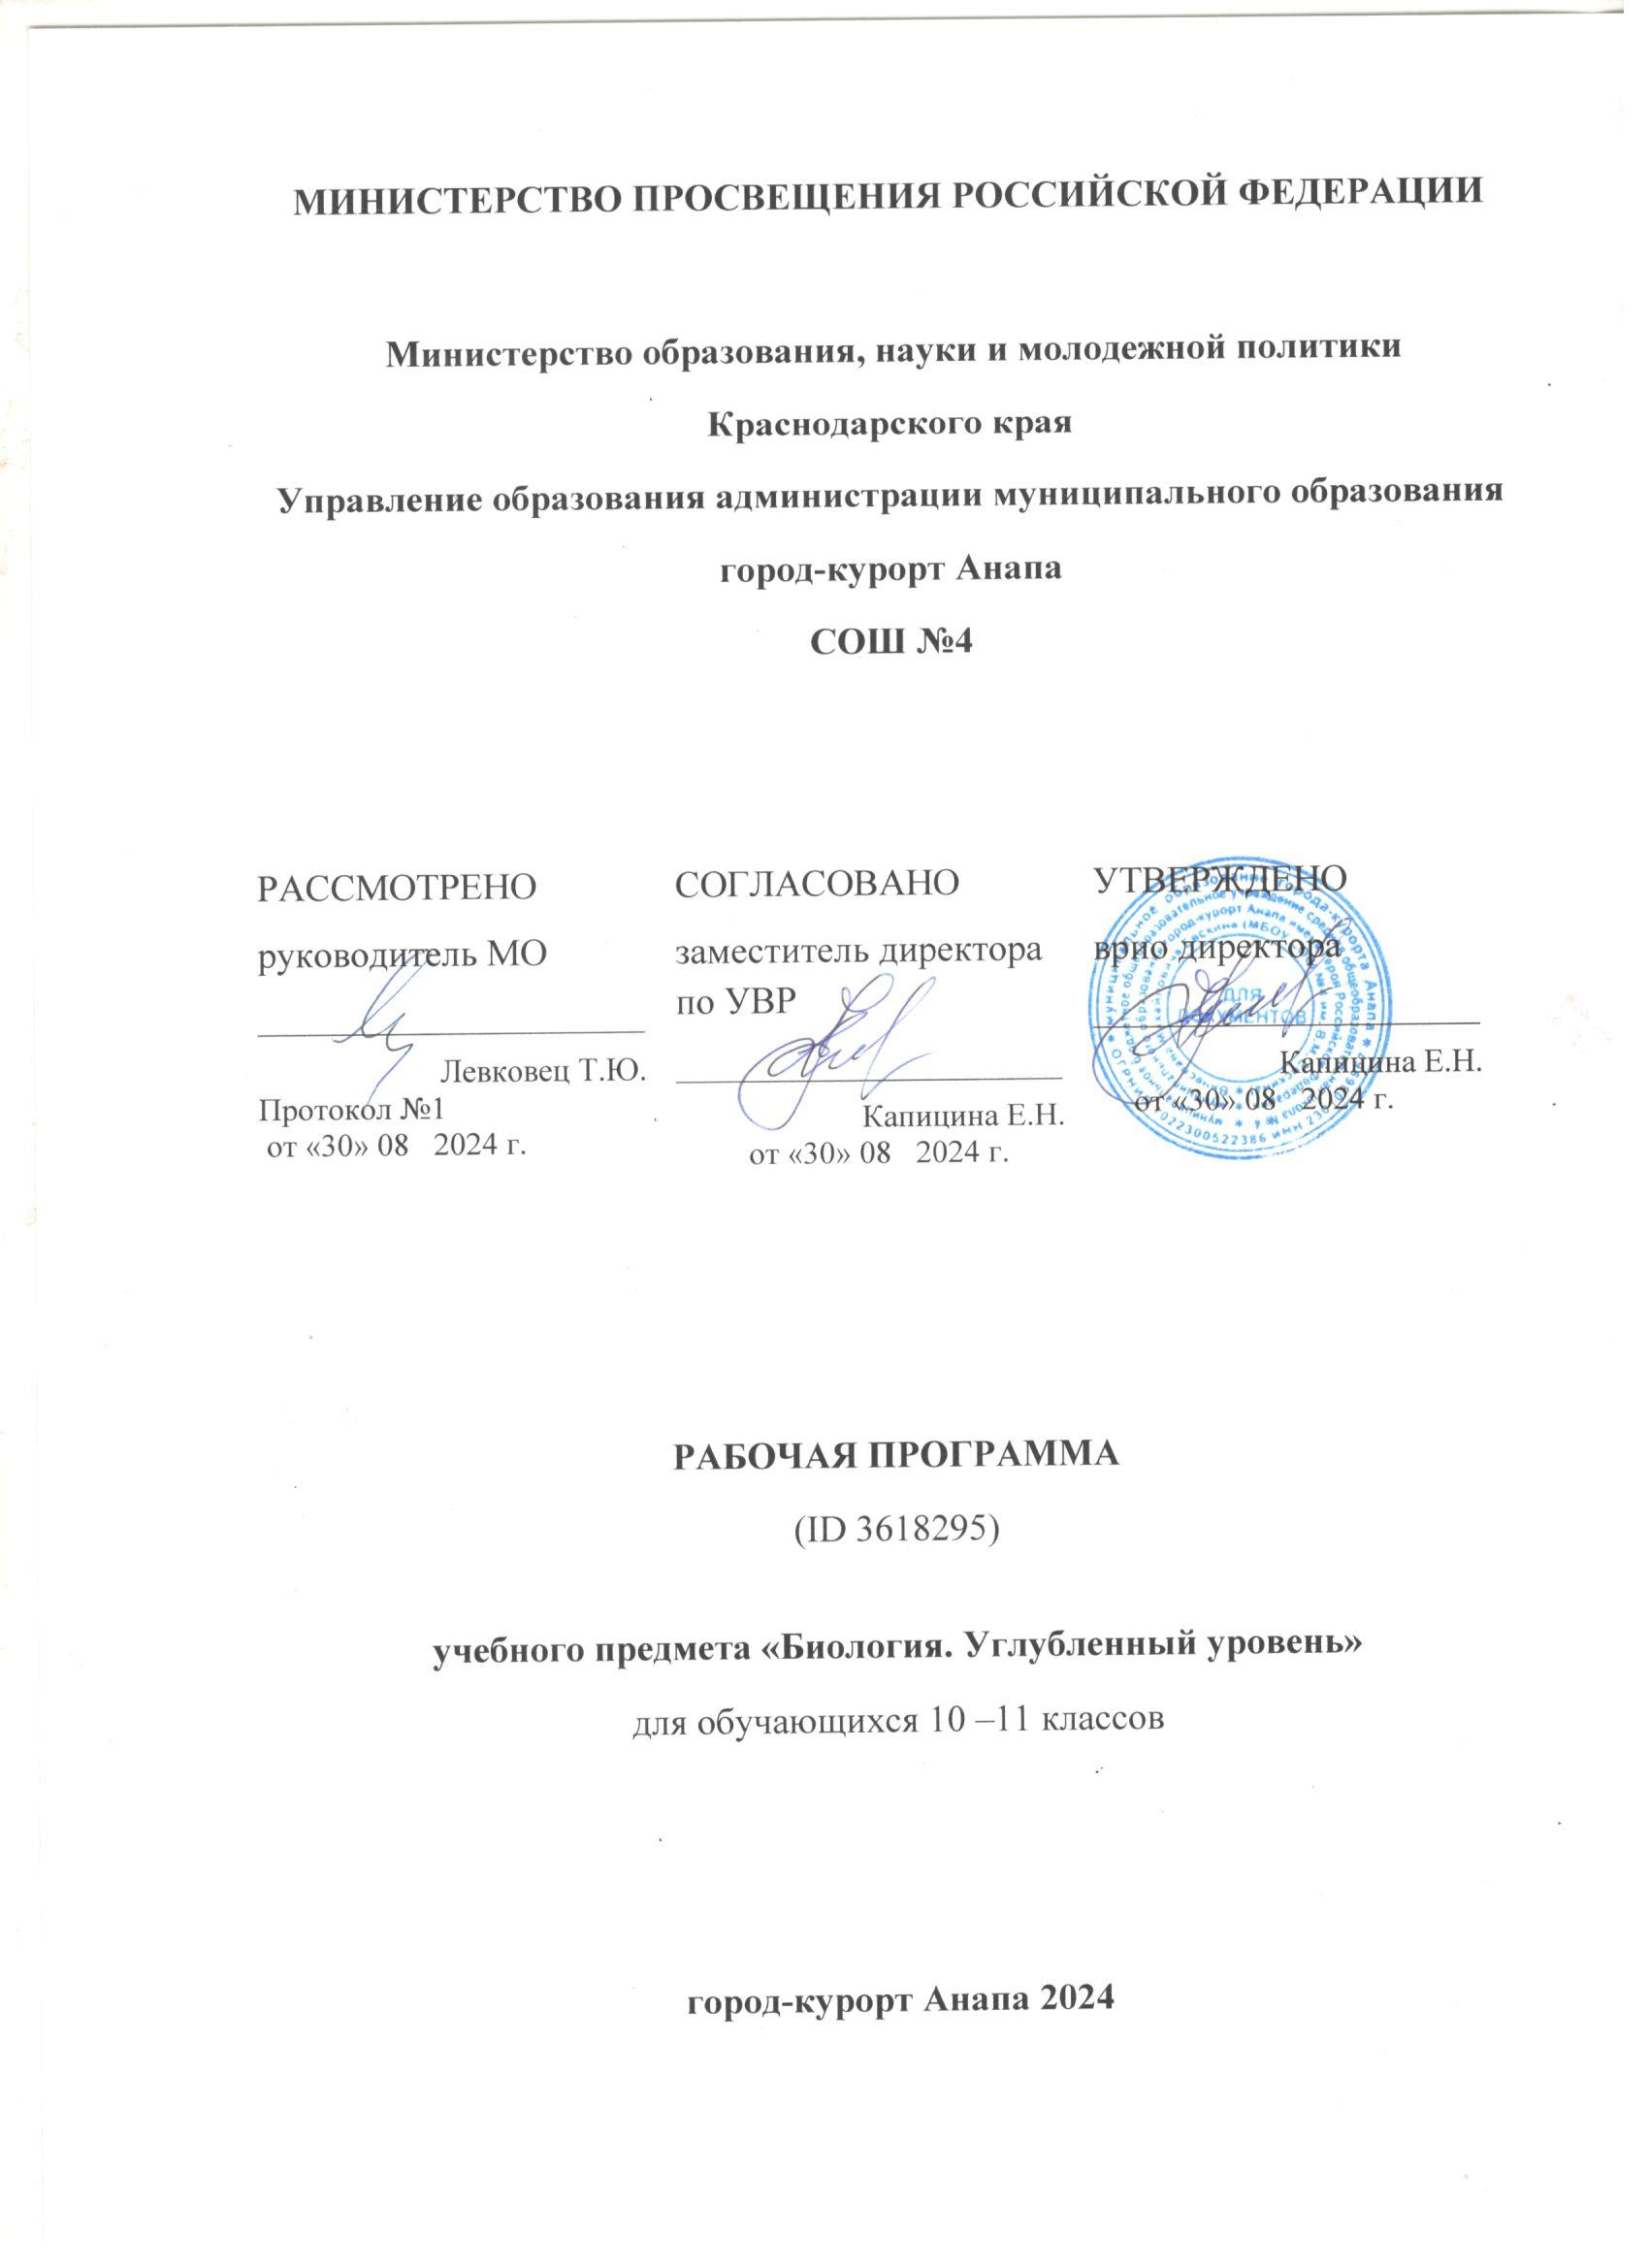 МИНИСТЕРСТВО ПРОСВЕЩЕНИЯ РОССИЙСКОЙ ФЕДЕРАЦИИ
Министерство образования, науки и молодежной политики
Краснодарского края
Управление образования администрации муниципального образования
город-курорт Анапа
СОШ №4
РАССМОТРЕНО
руководитель МО
Левковец Т.Ю.
Протокол №1
от «30» 08 2024 г.
СОГЛАСОВАНО
заместитель директора
по УВР
Капицина Е.Н.
от «30» 08 2024 г.
УТВЕРЖДЕНО
врио директора
Капицина Е.Н.
от «30» 08 2024 г.
ДЛЯ
ДОКУМЕНТОВ
РАБОЧАЯ ПРОГРАММА
(ID 3618295)
учебного предмета «Биология. Углубленный уровень»
для обучающихся 10 –11 классов
город-курорт Анапа 2024